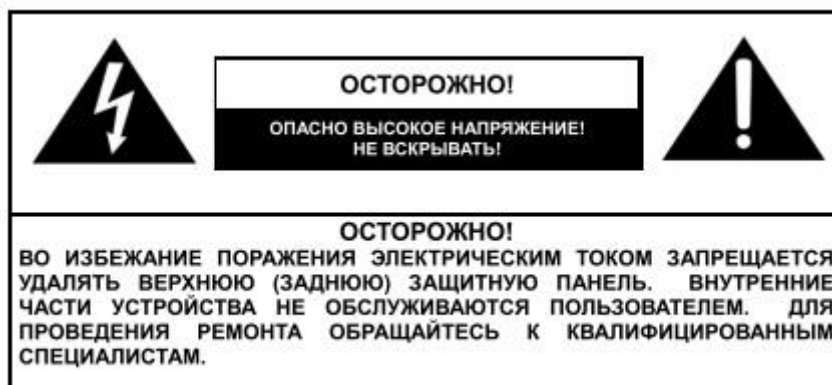 ОСТОРОЖНО!
ОПАСНО ВЫСОКОЕ НАПРЯЖЕНИЕ!
НЕ ВСКРЫВАТЬ!
ОСТОРОЖНО!
ВО ИЗБЕЖАНИЕ ПОРАЖЕНИЯ ЭЛЕКТРИЧЕСКИМ ТОКОМ ЗАПРЕЩАЕТСЯ
УДАЛЯТЬ ВЕРХНЮЮ (ЗАДНЮЮ) ЗАЩИТНУЮ ПАНЕЛЬ. ВНУТРЕННИЕ
ЧАСТИ УСТРОЙСТВА НЕ ОБСЛУЖИВАЮТСЯ ПОЛЬЗОВАТЕЛЕМ. ДЛЯ
ПРОВЕДЕНИЯ РЕМОНТА ОБРАЩАЙТЕСЬ К КВАЛИФИЦИРОВАННЫМ
СПЕЦИАЛИСТАМ.